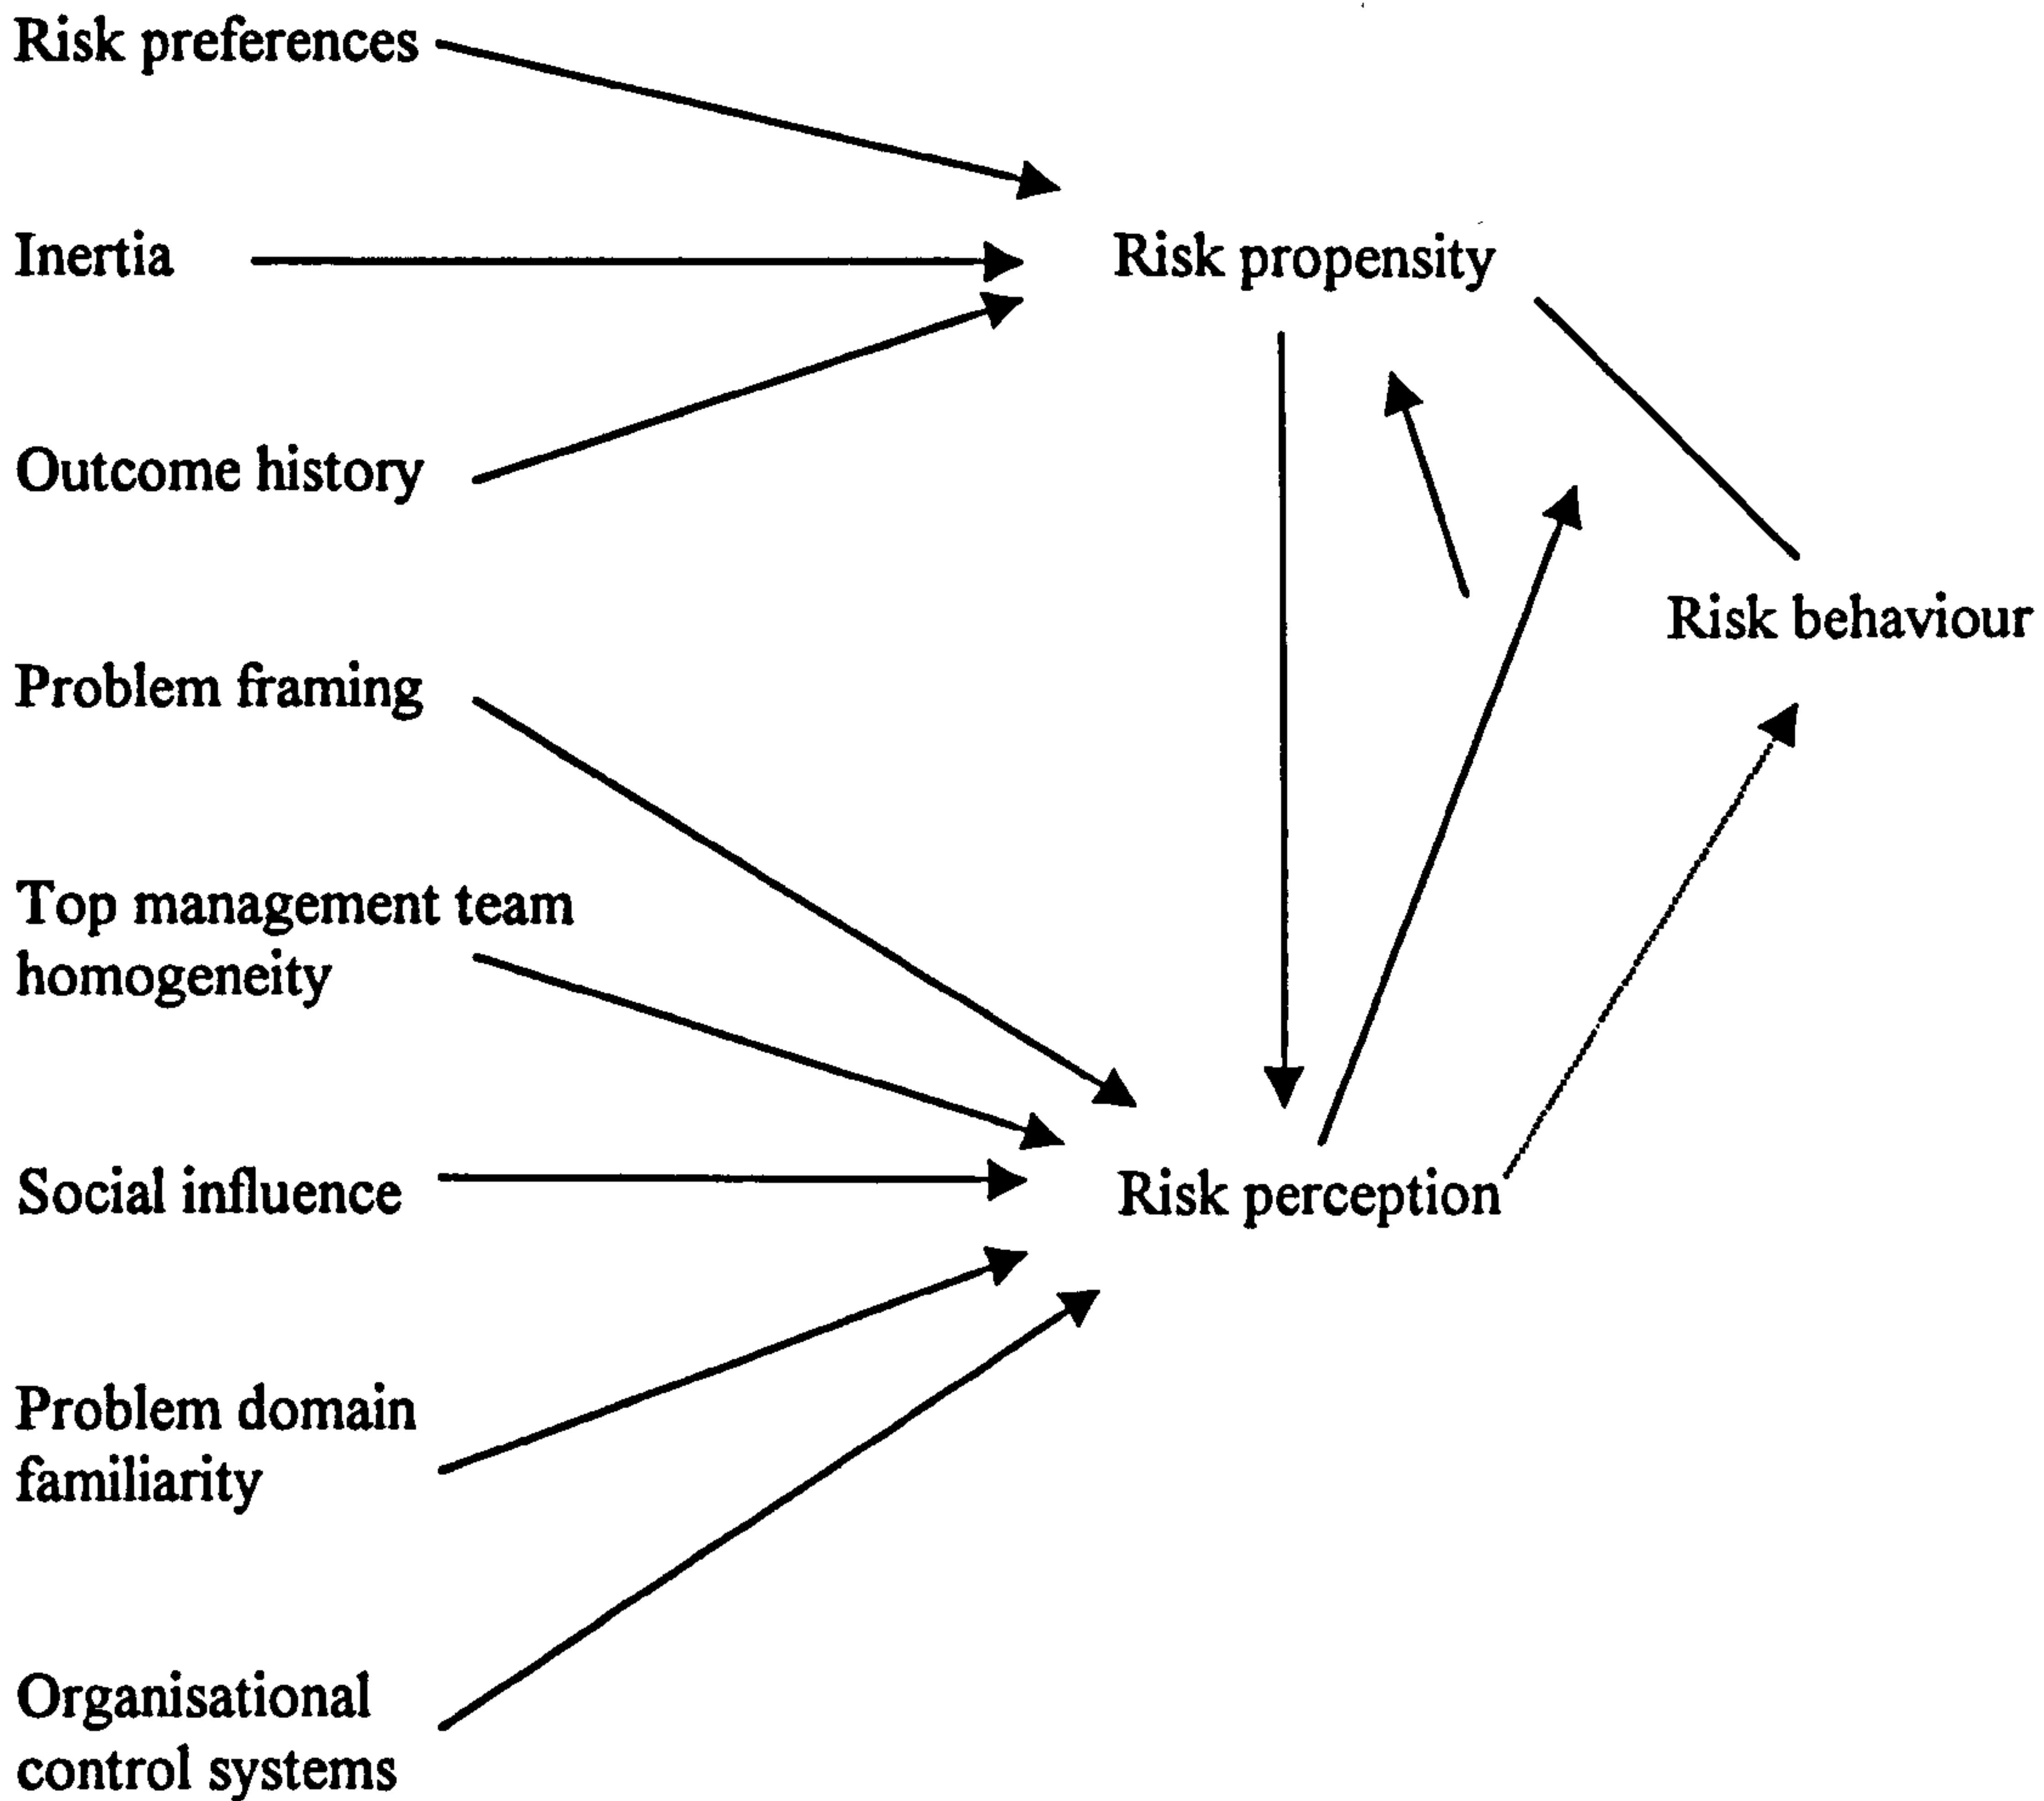 Risk preferences
Inertia
Risk propensity
Outcome history
Risk behaviour
Problem framing
Top management team
homogeneity
Social influence
Risk perception
Problem domain
familiarity
Organisational
control systems